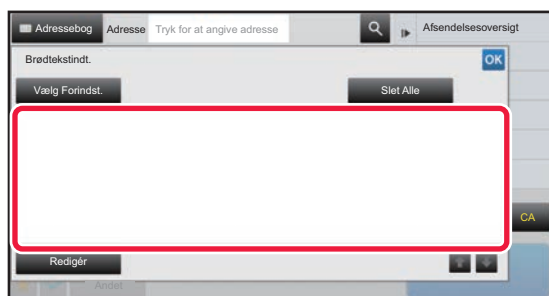 Adressebog Adresse Tryk for at angive adresse Afsendelsesoversigt
Brødtekstindt. OK
Vælg Forindst. Slet Alle
CA
Redigér
Andet